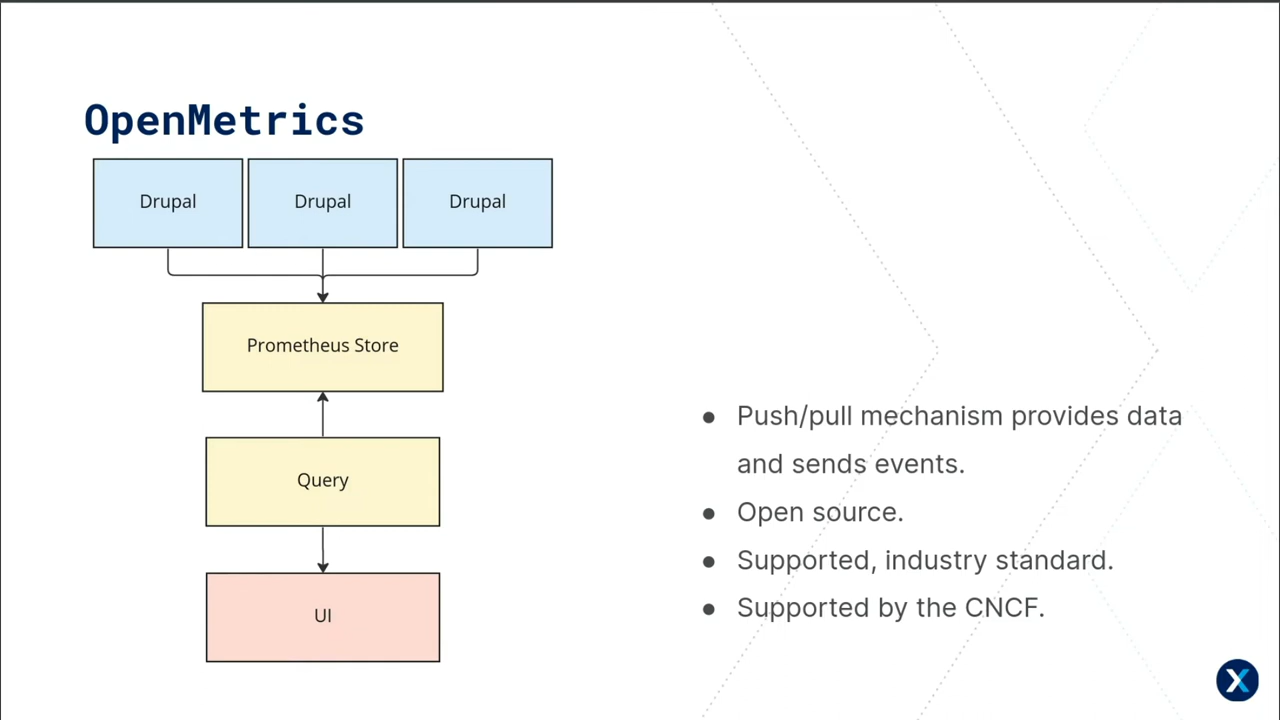 OpenMetrics
Drupal
Drupal
Drupal
Prometheus Store
Query
UI
● Push/pull mechanism provides data
and sends events.
● Open source.
● Supported, industry standard.
● Supported by the CNCF.
X